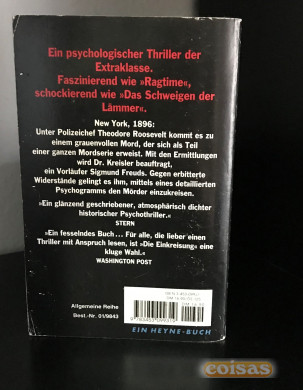 Ein psychologischer Thriller der
Extraklasse.
Faszinierend wie »Ragtime«,
schockierend wie »Das Schweigen der
Lämmer«.
New York, 1896:
Unter Polizeichef Theodore Roosevelt kommt es zu
einem grauenvollen Mord, der sich als Teil
einer ganzen Mordserie erweist. Mit den Ermittlungen
wird Dr. Kreisler beauftragt,
ein Vorläufer Sigmund Freuds. Gegen erbitterte
Widerstände gelingt es ihm, mittels eines detaillierten
Psychogramms den Mörder einzukreisen.
»Ein glänzend geschriebener, atmosphärisch dichter
historischer Psychothriller.«
STERN
»Ein fesselndes Buch... Für alle, die lieber einen
Thriller mit Anspruch lesen, ist »Die Einkreisung« eine
kluge Wahl.«
WASHINGTON POST
Allgemeine Reihe
Best.-Nr. 01/9843
EIN HEYNE-BUCH
coisas